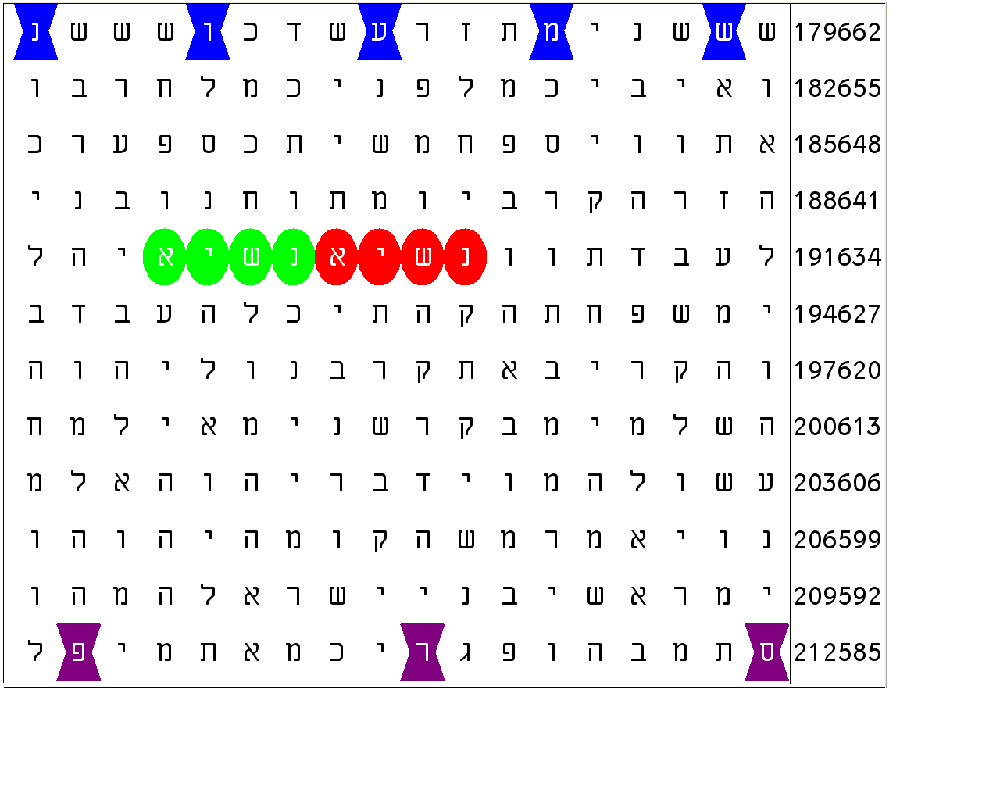 179662 ש ש ש נ י מ ת ז ר ע ש ד כ ו ש ש ש נ
182655 ו א י ב י כ מ ל פ נ י כ מ ל ח ר ב ו
185648 א ת ו ו י ס פ ח מ ש י ת כ ס פ ע ר כ
188641 ה ז ר ה ק ר ב י ו מ ת ו ח נ ו ב נ י
191634 ל ע ב ד ת ו ו נ ש י א נ ש י א י ה ל
194627 י מ ש פ ח ת ה ק ה ת י כ ל ה ע ב ד ב
197620 ו ה ק ר י ב א ת ק ר ב נ ו ל י ה ו ה
200613 ה ש ל מ י מ ב ק ר ש נ י מ א י ל מ ח
203606 ע ש ו ל ה מ ו י ד ב ר י ה ו ה א ל מ
206599 נ ו י א מ ר מ ש ה ק ו מ ה י ה ו ה ו
209592 י מ ר א ש י ב נ י י ש ר א ל ה מ ה ו
212585 ס ת מ ב ה ו פ ג ר י כ מ א ת מ י פ ל